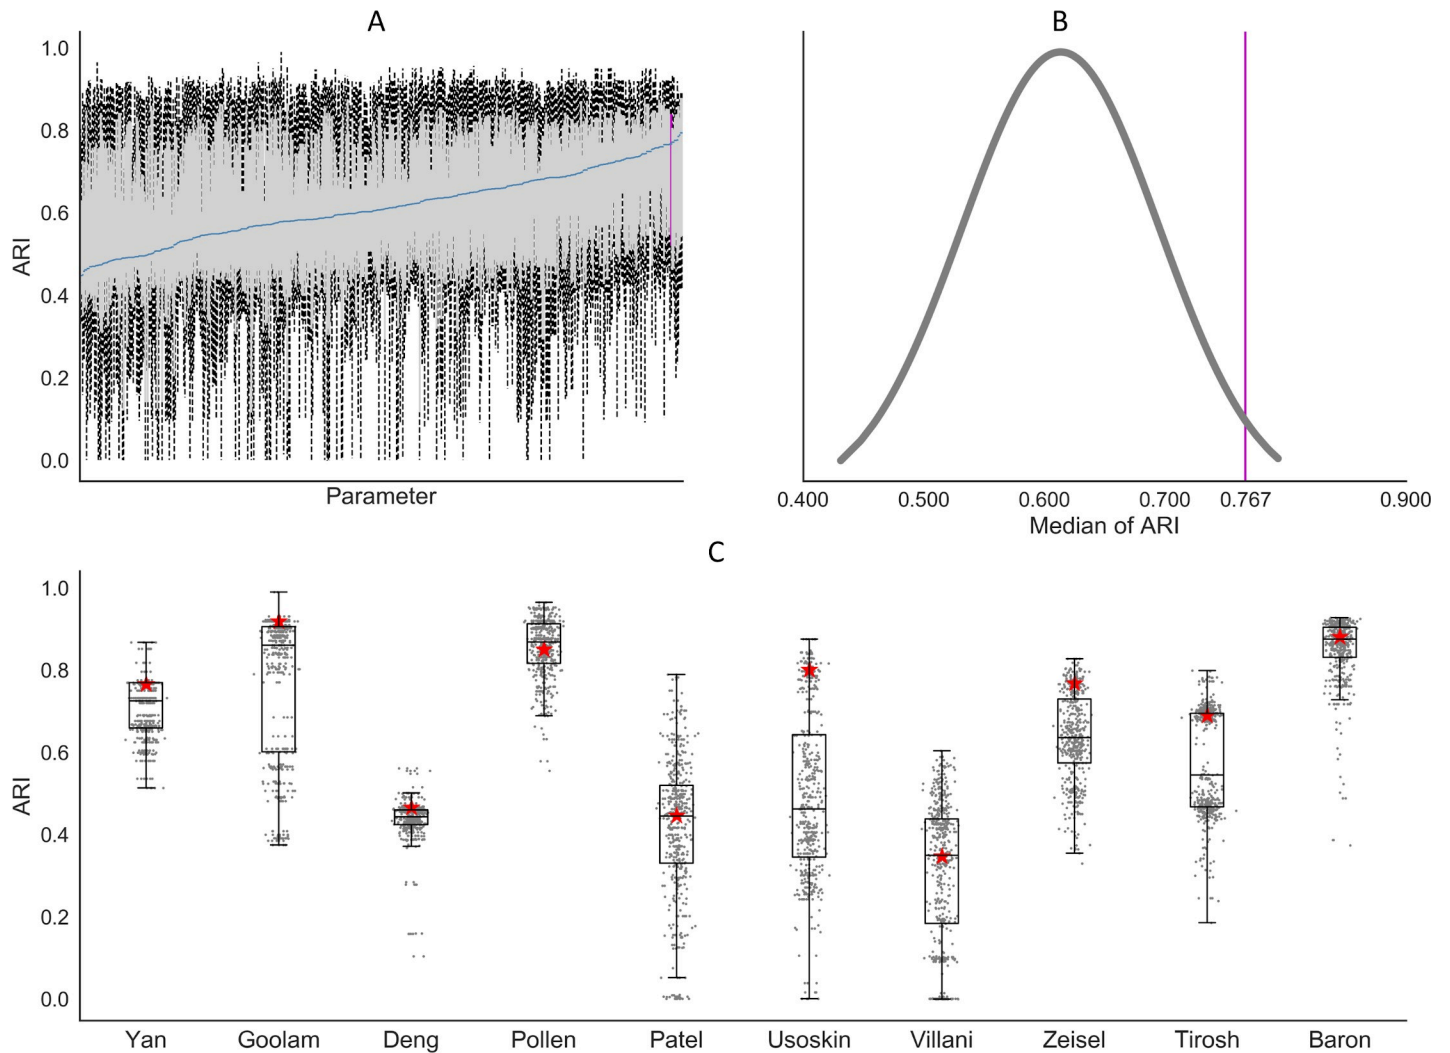 A
1.0
0.8
0.6
0.4
0.2
0.0
ARI
Parameter
B
0.400 0.500 0.600 0.700 0.767 0.900
Median of ARI
C
1.0
0.8
0.6
0.4
0.2
0.0
ARI
Yan Goolam Deng Pollen Patel Usoskin Villani Zeisel Tirosh Baron